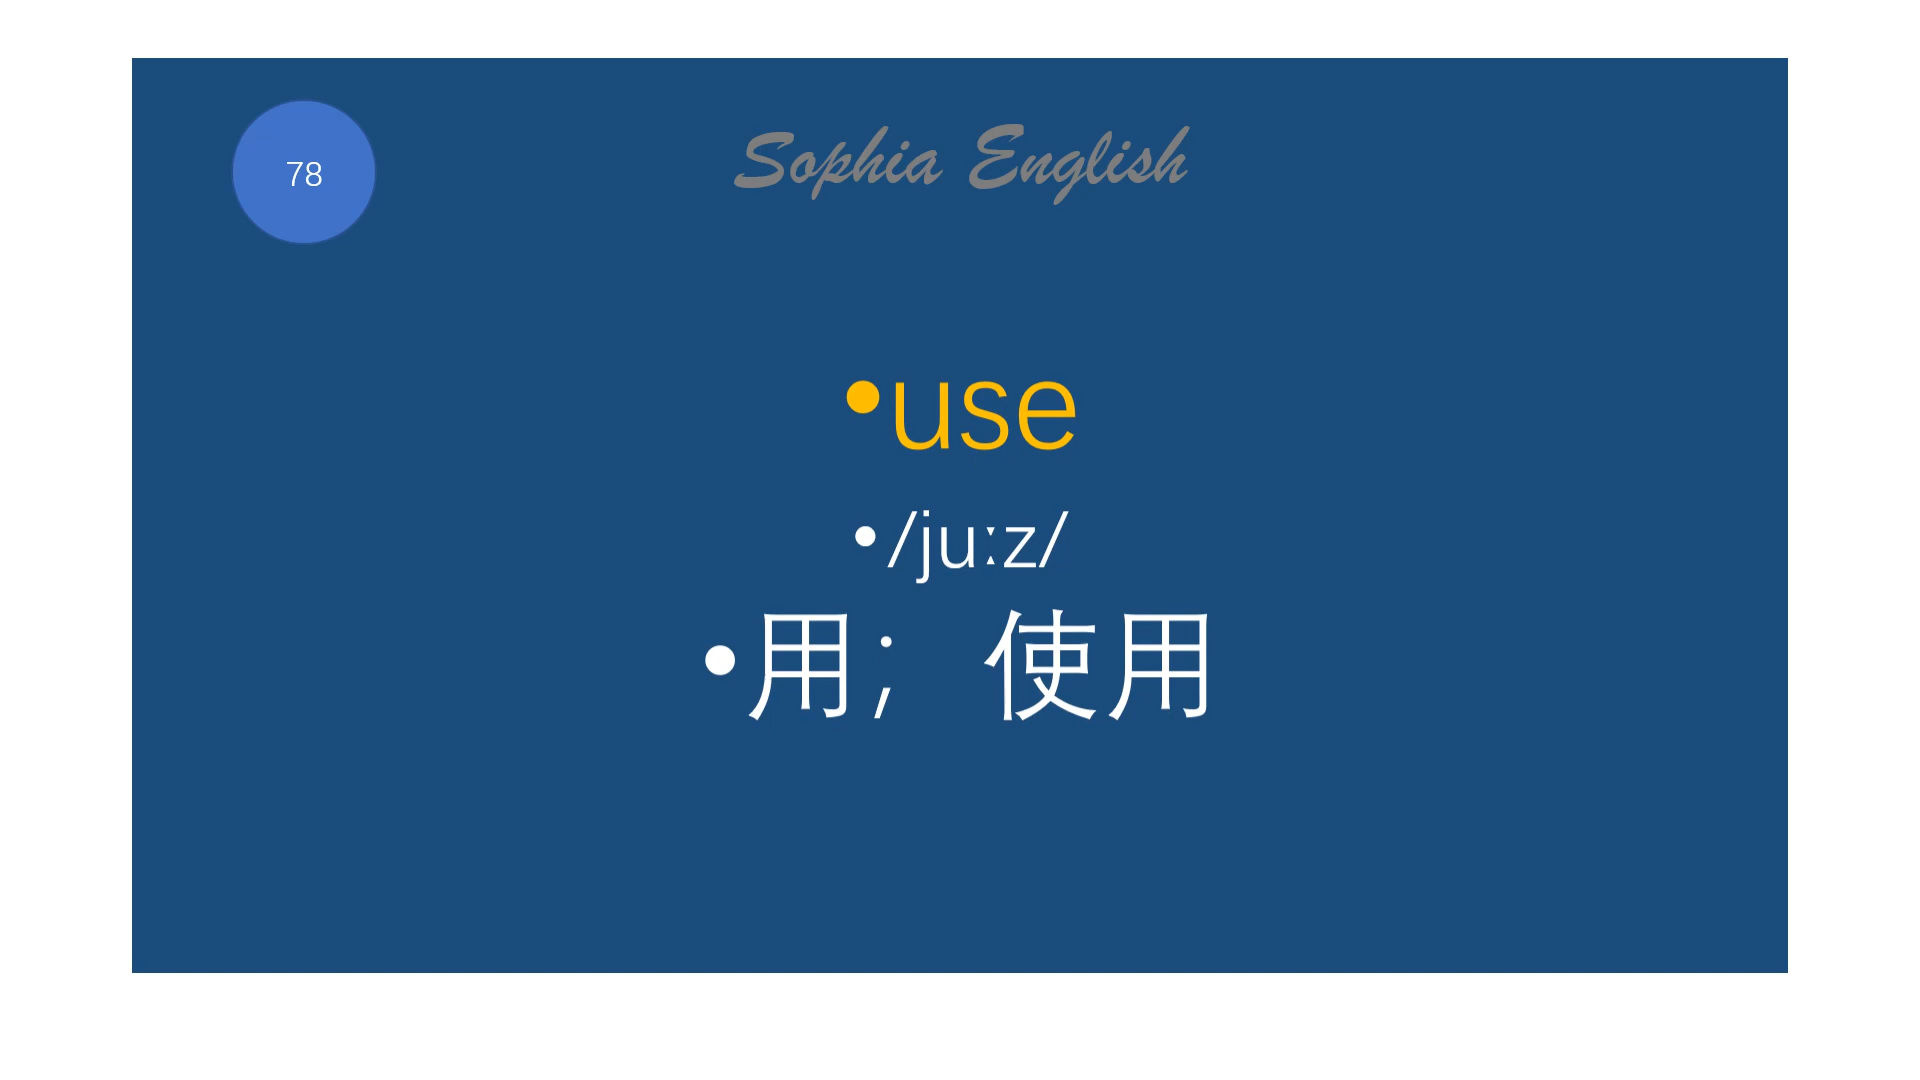 78
Sophia English
•use
•/juːz/
•用；使用